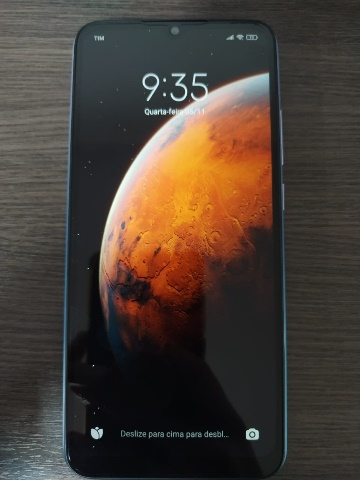 TIM
9:35
Quarta-feira
Deslize para cima para desbl...